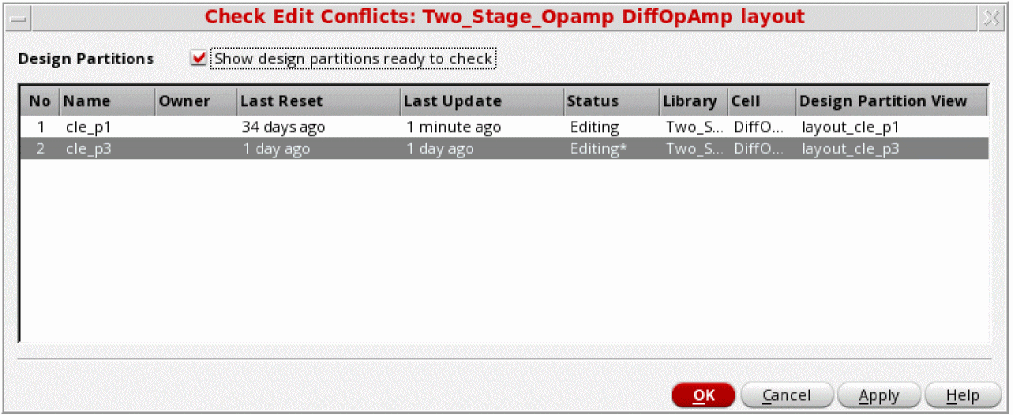 Check Edit Conflicts: Two_Stage_Opamp DiffOpAmp layout
Design Partitions Show design partitions ready to check
No Name Owner Last Reset Last Update Status Library Cell Design Partition View
1 cle_p1 34 days ago 1 minute ago Editing Two_S... DiffO... layout_cle_p1
2 cle_p3 1 day ago 1 day ago Editing* Two_S... DiffO... layout_cle_p3
OK Cancel Apply Help